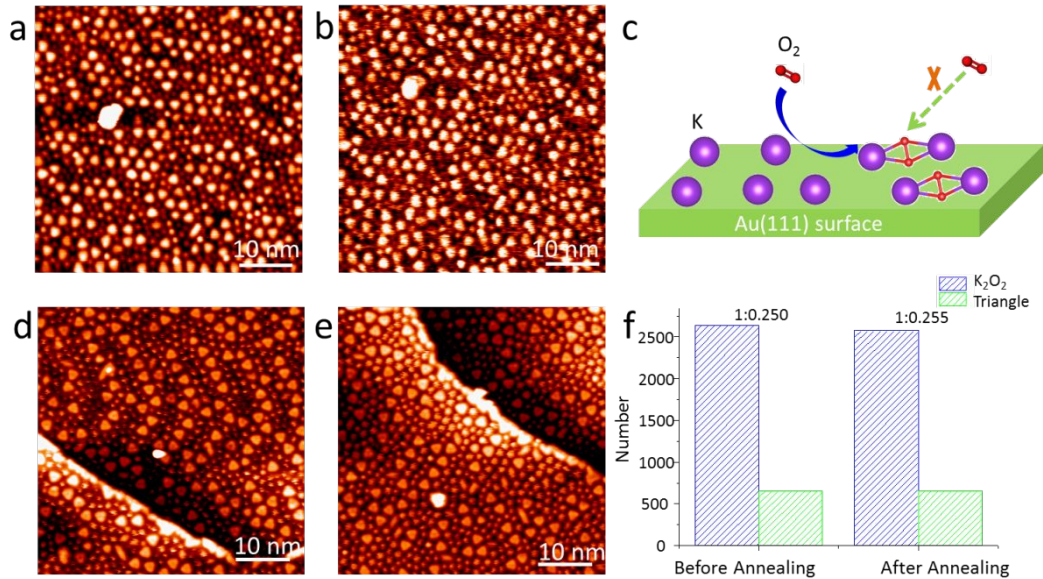 a
10 nm
b
10 nm
c
O₂
X
K
Au(111) surface
d
10 nm
e
10 nm
f
K₂O₂
Triangle
1:0.250
1:0.255
2500
2000
1500
1000
500
0
Number
Before Annealing
After Annealing